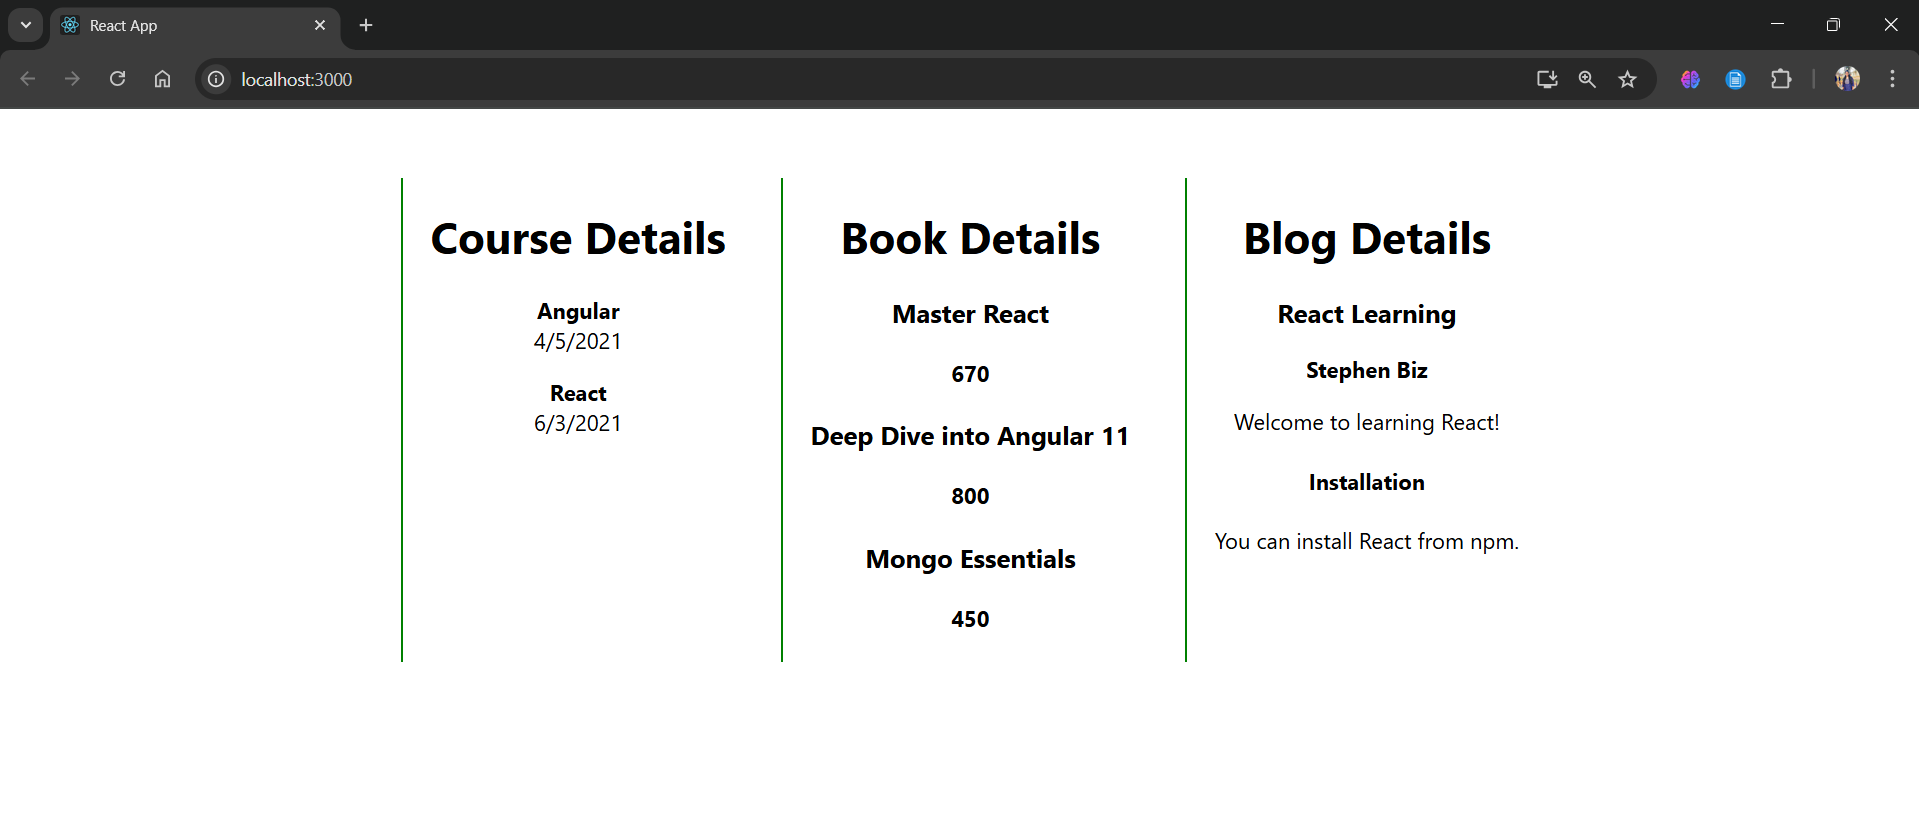 React App
localhost:3000
Course Details
Angular
4/5/2021
React
6/3/2021
Book Details
Master React
670
Deep Dive into Angular 11
800
Mongo Essentials
450
Blog Details
React Learning
Stephen Biz
Welcome to learning React!
Installation
You can install React from npm.